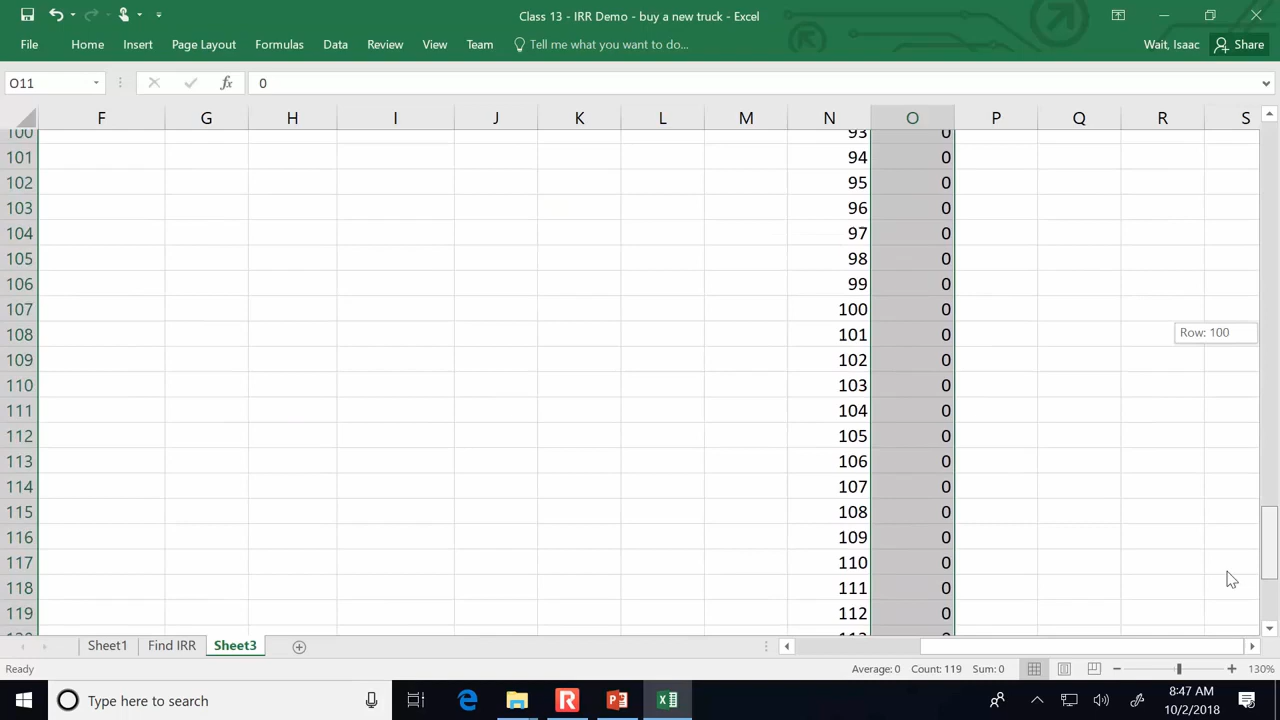 Class 13 - IRR Demo - buy a new truck - Excel
File Home Insert Page Layout Formulas Data Review View Team Tell me what you want to do... Wait, Isaac Share
O11 fx 0
F G H I J K L M N O P Q R S
100 93 0
101 94 0
102 95 0
103 96 0
104 97 0
105 98 0
106 99 0
107 100 0
108 101 0 Row: 100
109 102 0
110 103 0
111 104 0
112 105 0
113 106 0
114 107 0
115 108 0
116 109 0
117 110 0
118 111 0
119 112 0
Sheet1 Find IRR Sheet3
Ready Average: 0 Count: 119 Sum: 0 130%
Type here to search 8:47 AM
10/2/2018